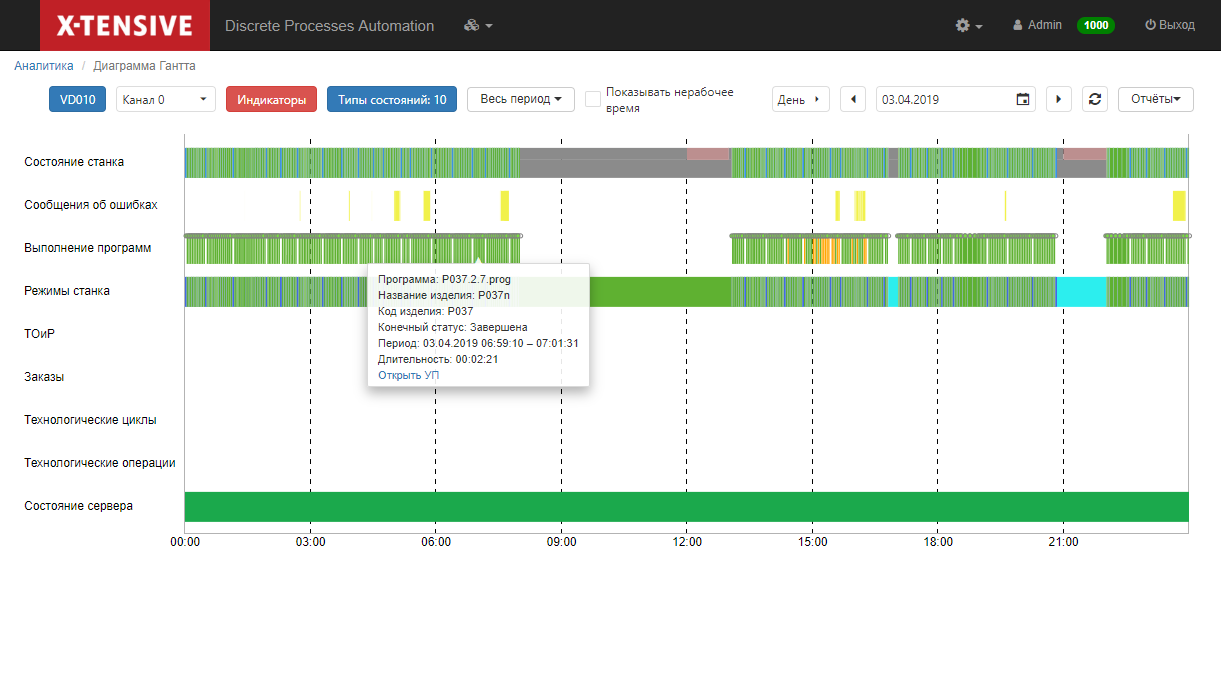 X-TENSIVE Discrete Processes Automation Admin 1000 Выход
Аналитика / Диаграмма Гантта
VD010 Канал 0 Индикаторы Типы состояний: 10 Весь период Показывать нерабочее время День 03.04.2019 Отчёты
Состояние станка
Сообщения об ошибках
Выполнение программ
Режимы станка
ТОиР
Заказы
Технологические циклы
Технологические операции
Состояние сервера
Программа: P037.2.7.prog
Название изделия: P037n
Код изделия: P037
Конечный статус: Завершена
Период: 03.04.2019 06:59:10 – 07:01:31
Длительность: 00:02:21
Открыть УП
00:00 03:00 06:00 09:00 12:00 15:00 18:00 21:00